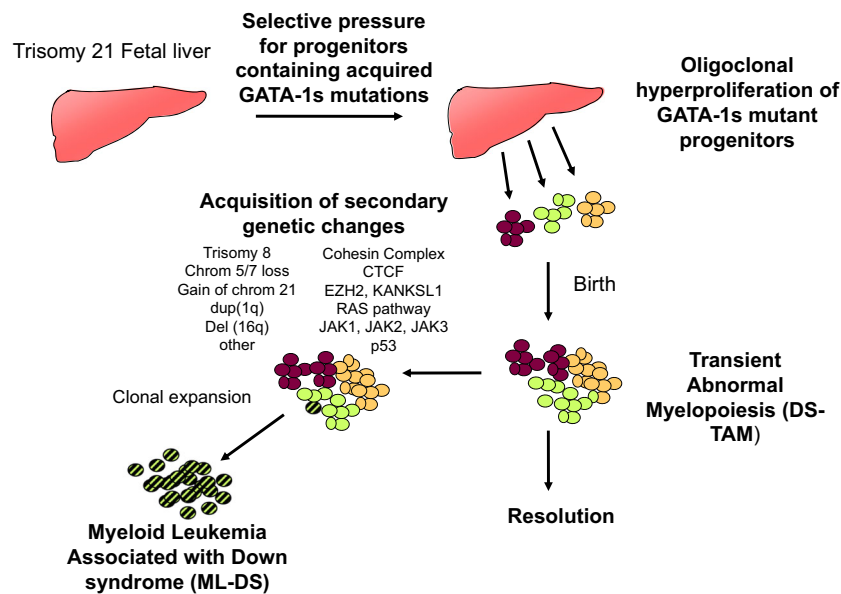 Trisomy 21 Fetal liver
Selective pressure
for progenitors
containing acquired
GATA-1s mutations
Oligoclonal
hyperproliferation of
GATA-1s mutant
progenitors
Birth
Acquisition of secondary
genetic changes
Trisomy 8
Chrom 5/7 loss
Gain of chrom 21
dup(1q)
Del (16q)
other
Cohesin Complex
CTCF
EZH2, KANKSL1
RAS pathway
JAK1, JAK2, JAK3
p53
Transient
Abnormal
Myelopoiesis (DS-
TAM)
Clonal expansion
Resolution
Myeloid Leukemia
Associated with Down
syndrome (ML-DS)